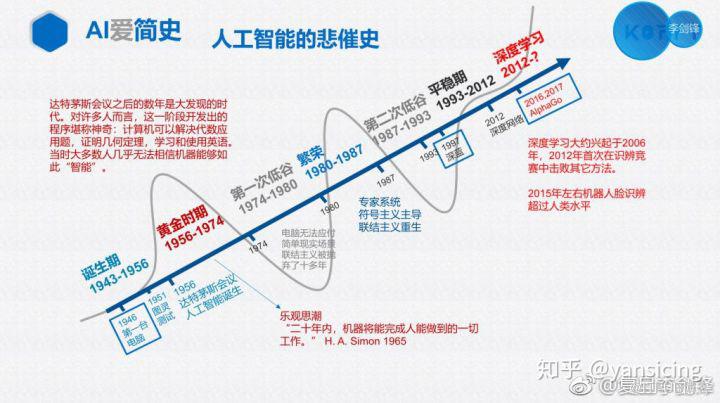 AI爱简史
人工智能的悲催史
李剑锋
达特茅斯会议之后的数年是大发现的时
代。对许多人而言，这一阶段开发出的
程序堪称神奇：计算机可以解决代数应
用题，证明几何定理，学习和使用英语。
当时大多数人几乎无法相信机器能够如
此“智能”。
诞生期
1943-1956
黄金时期
1956-1974
第一次低谷
1974-1980
繁荣
1980-1987
第二次低谷
1987-1993
平稳期
1993-2012
深度学习
2012-?
1946
第一台
电脑
1951
图灵
测试
1956
达特茅斯会议
人工智能诞生
1974
1980
1987
1993
1997
深蓝
2012
深度网络
2016,2017
AlphaGo
电脑无法应付
简单现实场景
联结主义被抛
弃了十多年
专家系统
符号主义主导
联结主义重生
深度学习大约兴起于2006
年，2012年首次在识辨竞
赛中击败其它方法。
2015年左右机器人脸识辨
超过人类水平
乐观思潮
“二十年内，机器将能完成人能做到的一切
工作。” H. A. Simon 1965
知乎 @yansicing